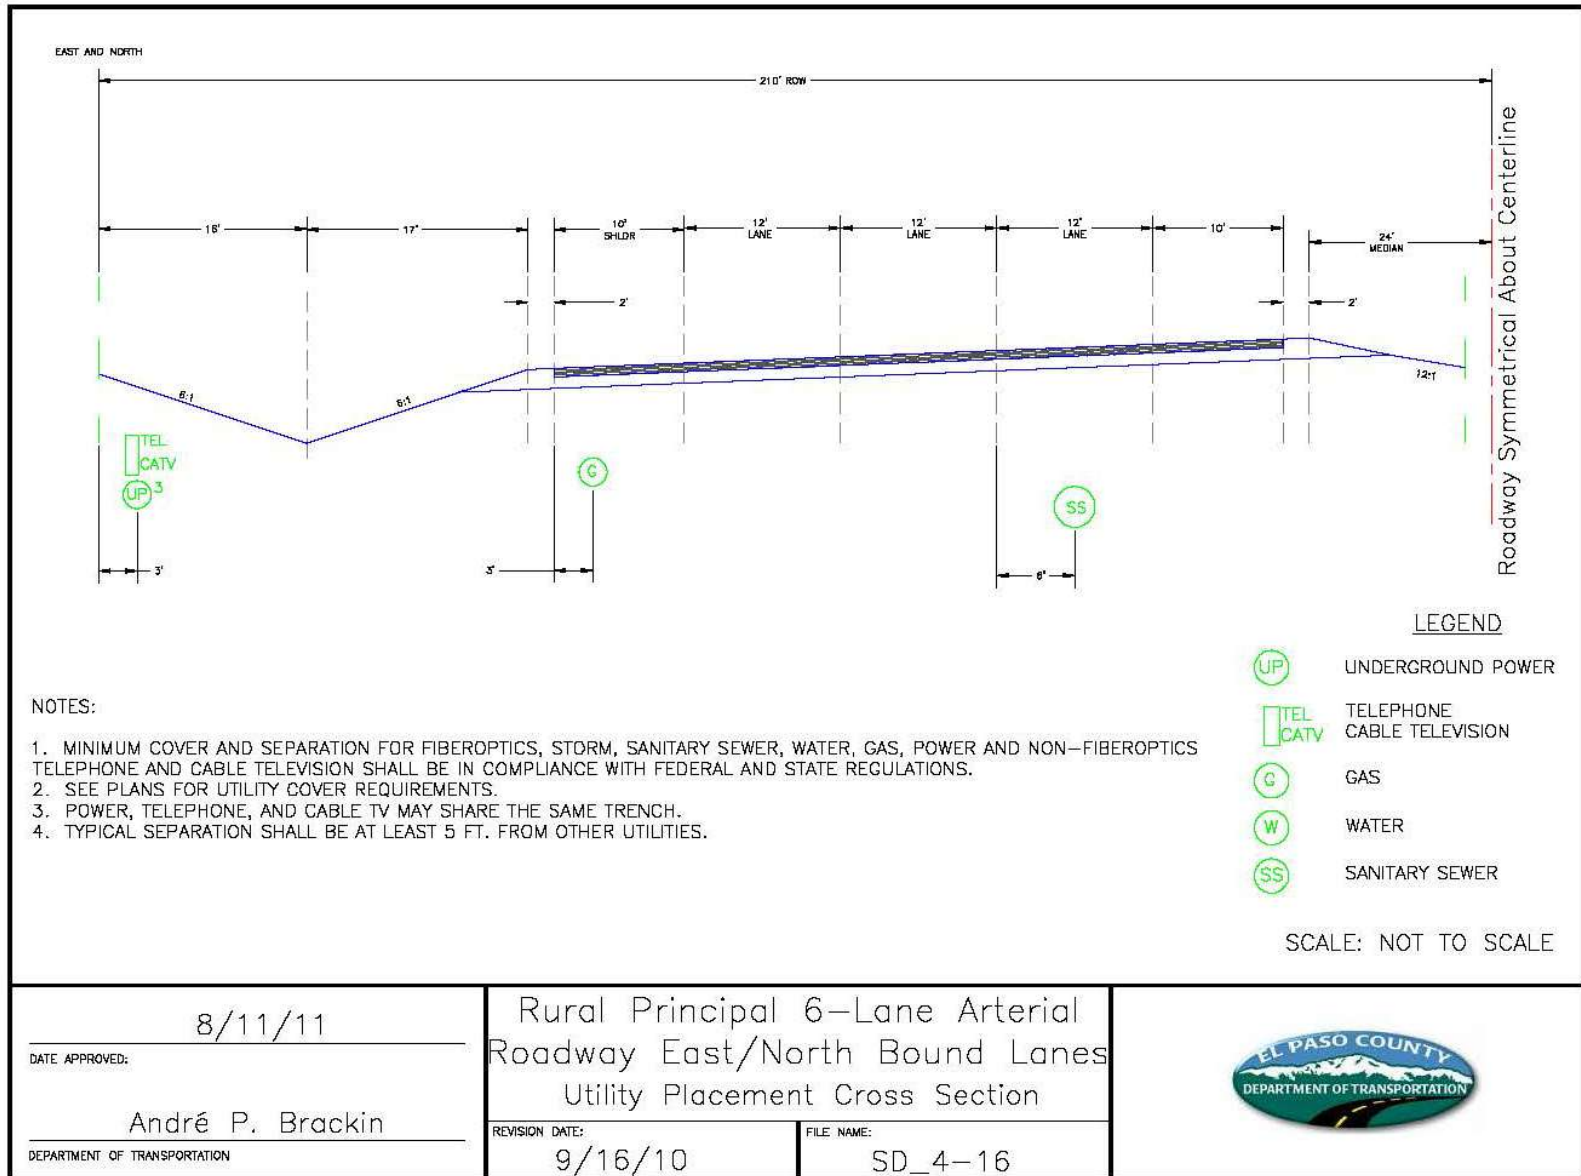 EAST AND NORTH
210' ROW
16'
17'
10'
SHLDR
12'
LANE
12'
LANE
12'
LANE
10'
24'
MEDIAN
2'
2'
6:1
6:1
12:1
Roadway Symmetrical About Centerline
TEL
CATV
UP 3
G
SS
3'
3'
6'
LEGEND
UP UNDERGROUND POWER
TEL TELEPHONE
CATV CABLE TELEVISION
G GAS
W WATER
SS SANITARY SEWER
SCALE: NOT TO SCALE
NOTES:
1. MINIMUM COVER AND SEPARATION FOR FIBEROPTICS, STORM, SANITARY SEWER, WATER, GAS, POWER AND NON-FIBEROPTICS
TELEPHONE AND CABLE TELEVISION SHALL BE IN COMPLIANCE WITH FEDERAL AND STATE REGULATIONS.
2. SEE PLANS FOR UTILITY COVER REQUIREMENTS.
3. POWER, TELEPHONE, AND CABLE TV MAY SHARE THE SAME TRENCH.
4. TYPICAL SEPARATION SHALL BE AT LEAST 5 FT. FROM OTHER UTILITIES.
8/11/11
DATE APPROVED:
André P. Brackin
DEPARTMENT OF TRANSPORTATION
Rural Principal 6-Lane Arterial
Roadway East/North Bound Lanes
Utility Placement Cross Section
REVISION DATE:
9/16/10
FILE NAME:
SD_4-16
EL PASO COUNTY
DEPARTMENT OF TRANSPORTATION